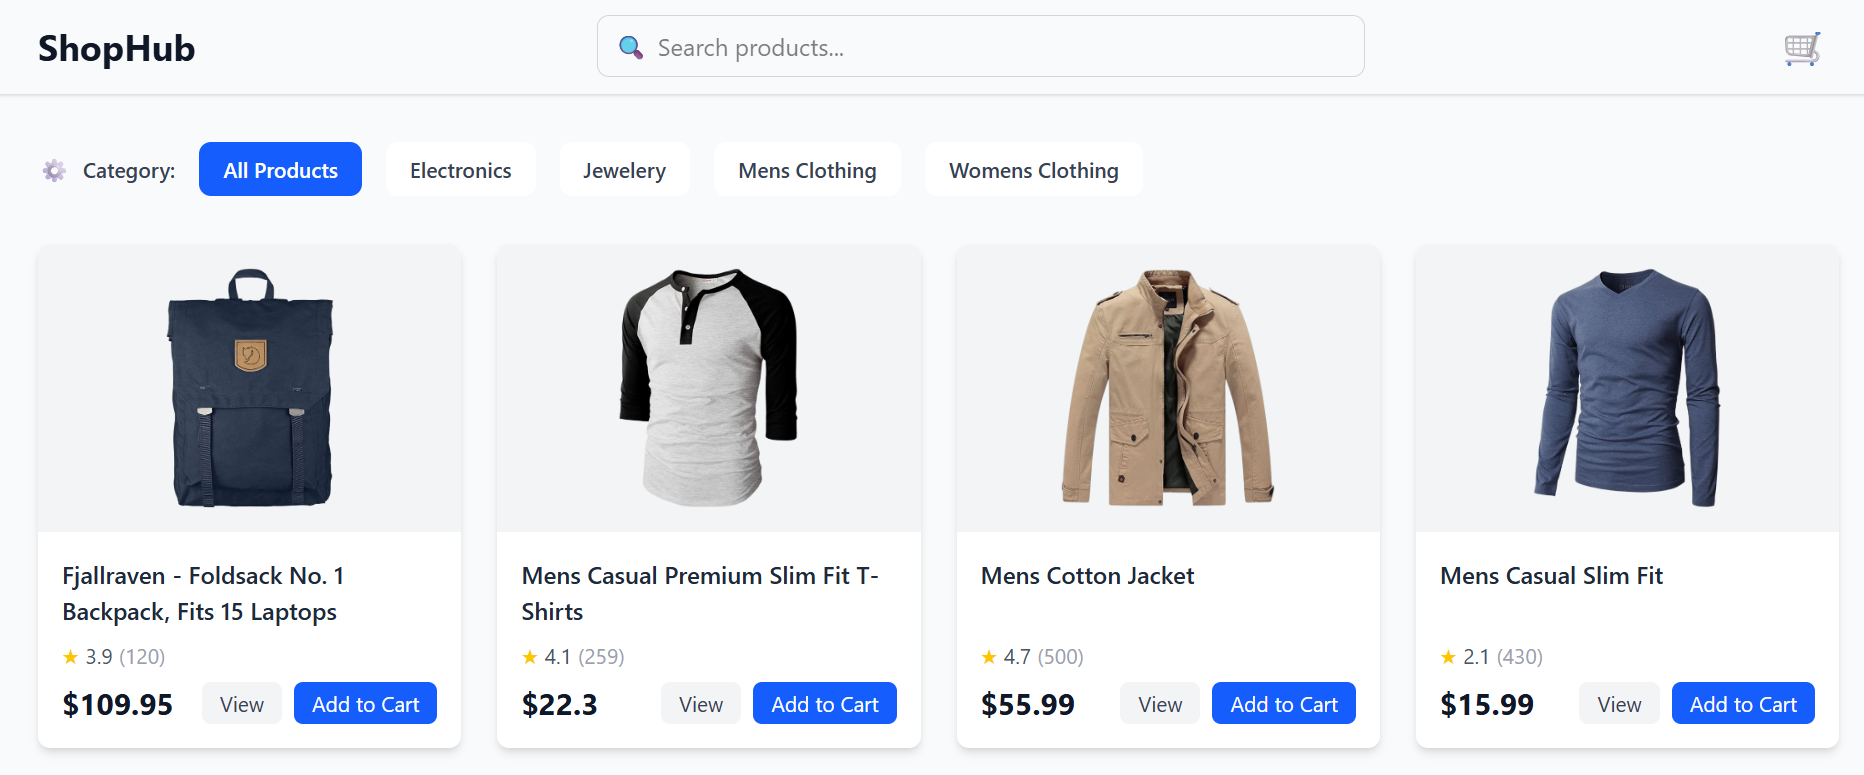 ShopHub
Search products...
Category:
All Products
Electronics
Jewelery
Mens Clothing
Womens Clothing
Fjallraven - Foldsack No. 1
Backpack, Fits 15 Laptops
★ 3.9 (120)
$109.95
View
Add to Cart
Mens Casual Premium Slim Fit T-
Shirts
★ 4.1 (259)
$22.3
View
Add to Cart
Mens Cotton Jacket
★ 4.7 (500)
$55.99
View
Add to Cart
Mens Casual Slim Fit
★ 2.1 (430)
$15.99
View
Add to Cart